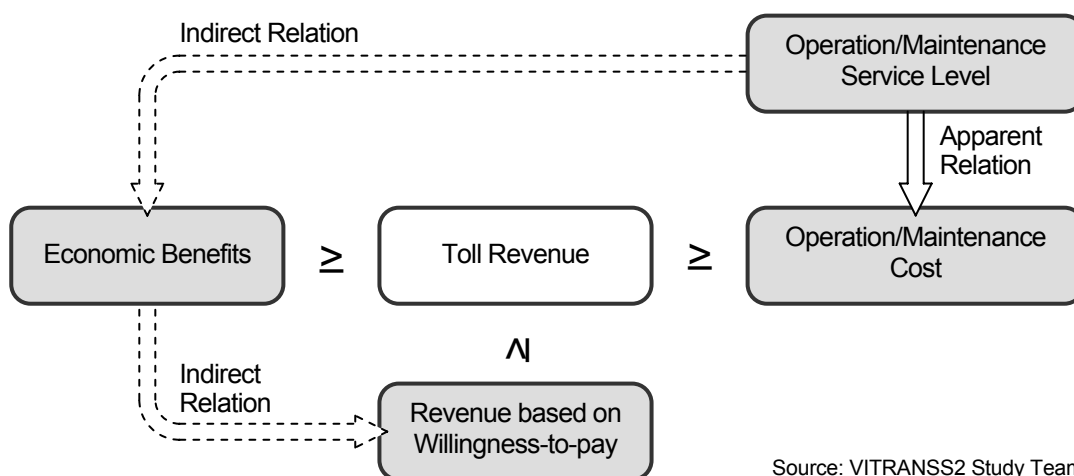 Indirect Relation
Operation/Maintenance
Service Level
Apparent
Relation
Economic Benefits
≥
Toll Revenue
≥
Operation/Maintenance
Cost
≤
Indirect
Relation
Revenue based on
Willingness-to-pay
Source: VITRANSS2 Study Team